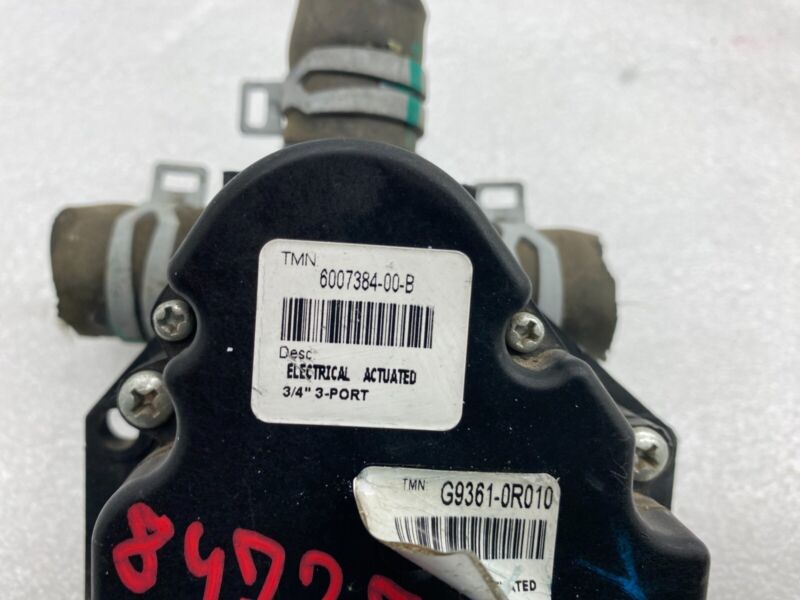 TMN
6007384-00-B
Desc
ELECTRICAL ACTUATED
3/4" 3-PORT
TMN G9361-0R010